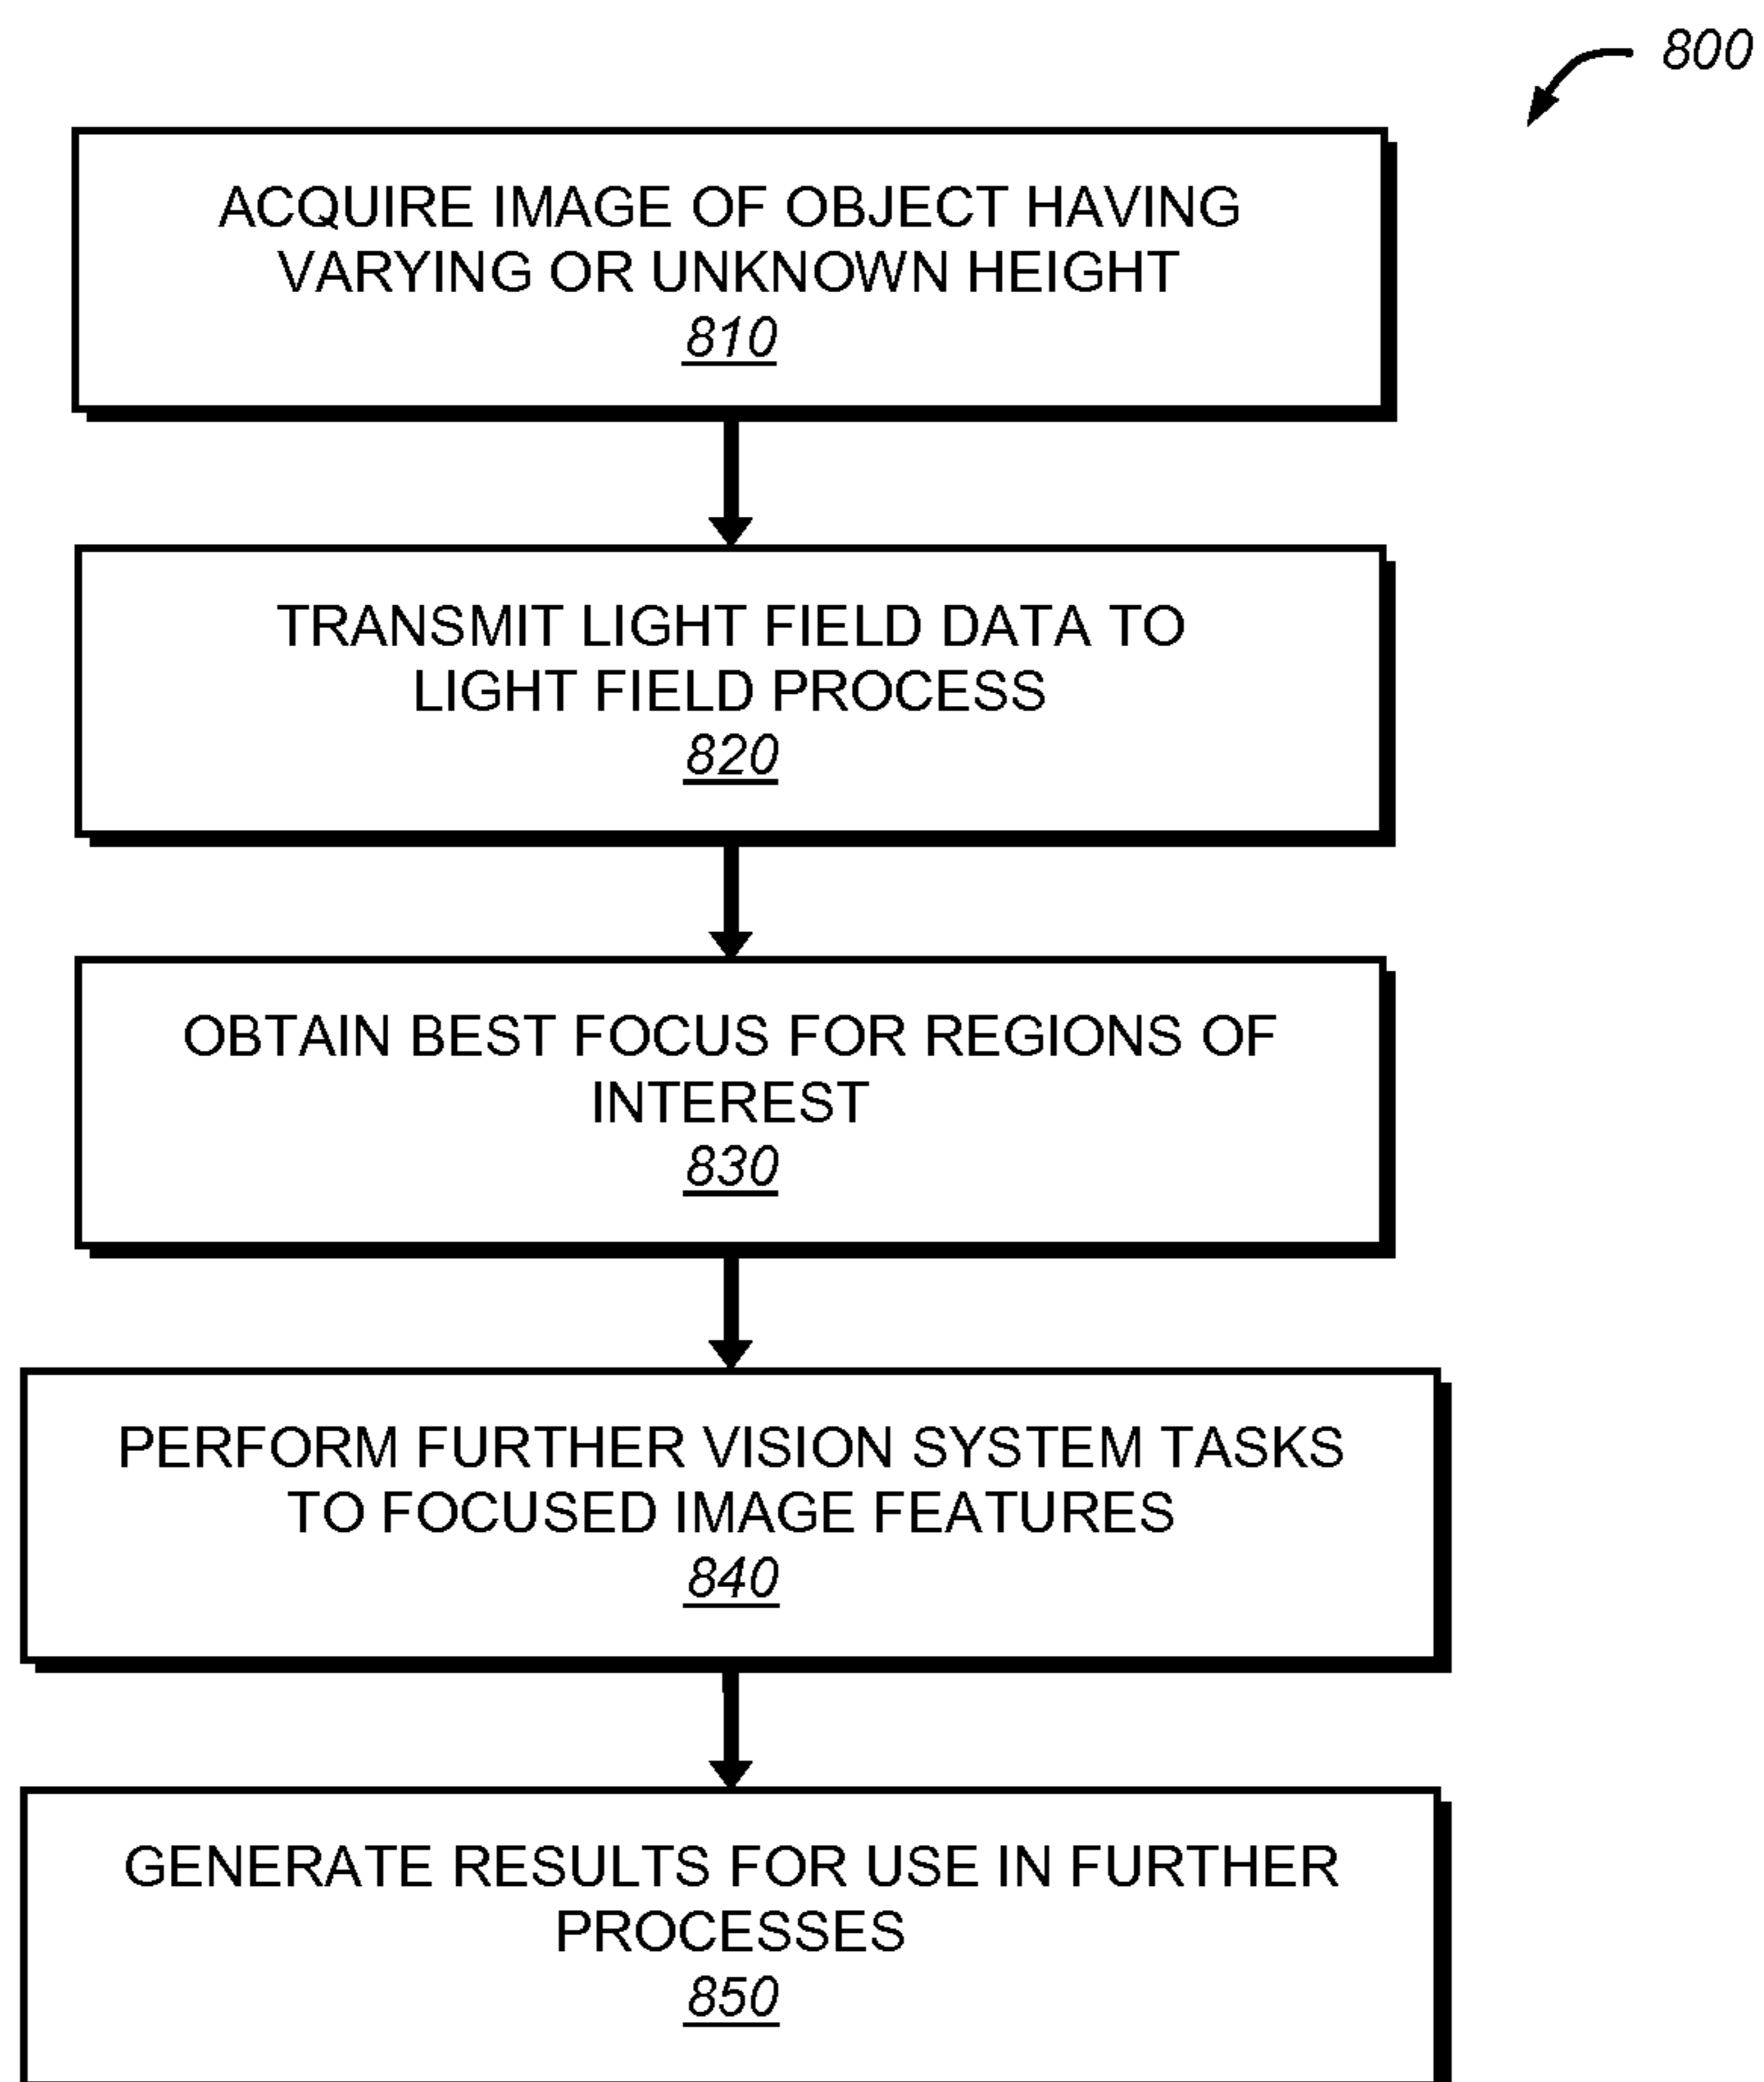 800
ACQUIRE IMAGE OF OBJECT HAVING
VARYING OR UNKNOWN HEIGHT
810
TRANSMIT LIGHT FIELD DATA TO
LIGHT FIELD PROCESS
820
OBTAIN BEST FOCUS FOR REGIONS OF
INTEREST
830
PERFORM FURTHER VISION SYSTEM TASKS
TO FOCUSED IMAGE FEATURES
840
GENERATE RESULTS FOR USE IN FURTHER
PROCESSES
850